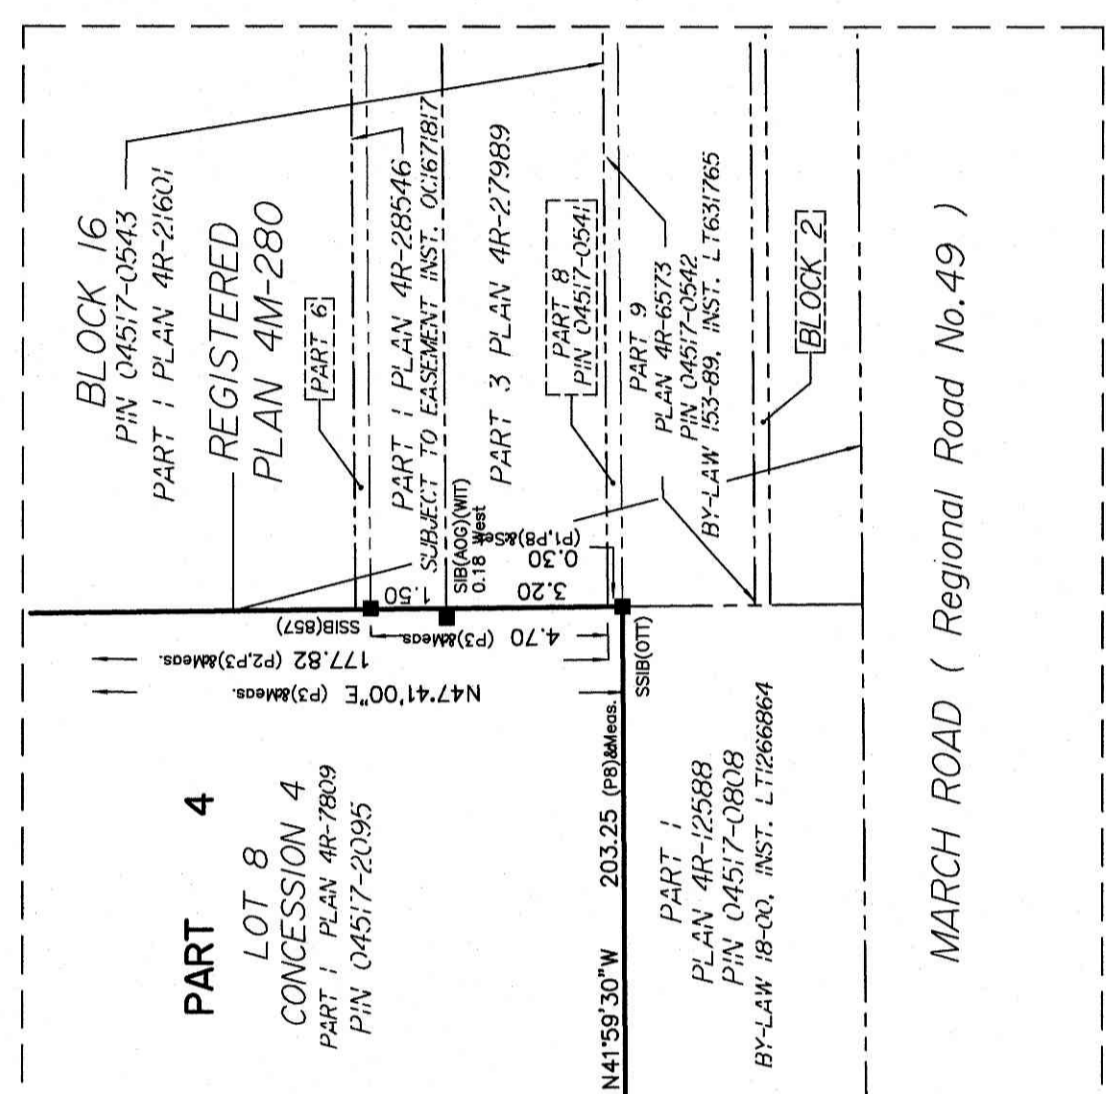 BLOCK 16
PIN 04517-0543
PART 1 PLAN 4R-21601
REGISTERED
PLAN 4M-280
PART 6
PART 1 PLAN 4R-28546
SUBJECT TO EASEMENT INST. OC1671817
PART 3 PLAN 4R-27989
PART 8
PIN 04517-0541
PART 9
PLAN 4R-6573
PIN 04517-0542
BY-LAW 153-89, INST. LT631765
BLOCK 2
SIB(AOG)(WIT)
0.18 West
(P1,P8)&Se
0.30
3.20
1.50
SSIB(857)
4.70 (P3)&Meas.
177.82 (P2,P3)&Meas.
N47°41'00"E (P3)&Meas.
SSIB(OTT)
PART 4
LOT 8
CONCESSION 4
PART 1 PLAN 4R-7809
PIN 04517-2095
N41°59'30"W 203.25 (P8)&Meas.
PART 1
PLAN 4R-12588
PIN 04517-0808
BY-LAW 18-00, INST. LT1266864
MARCH ROAD ( Regional Road No.49 )